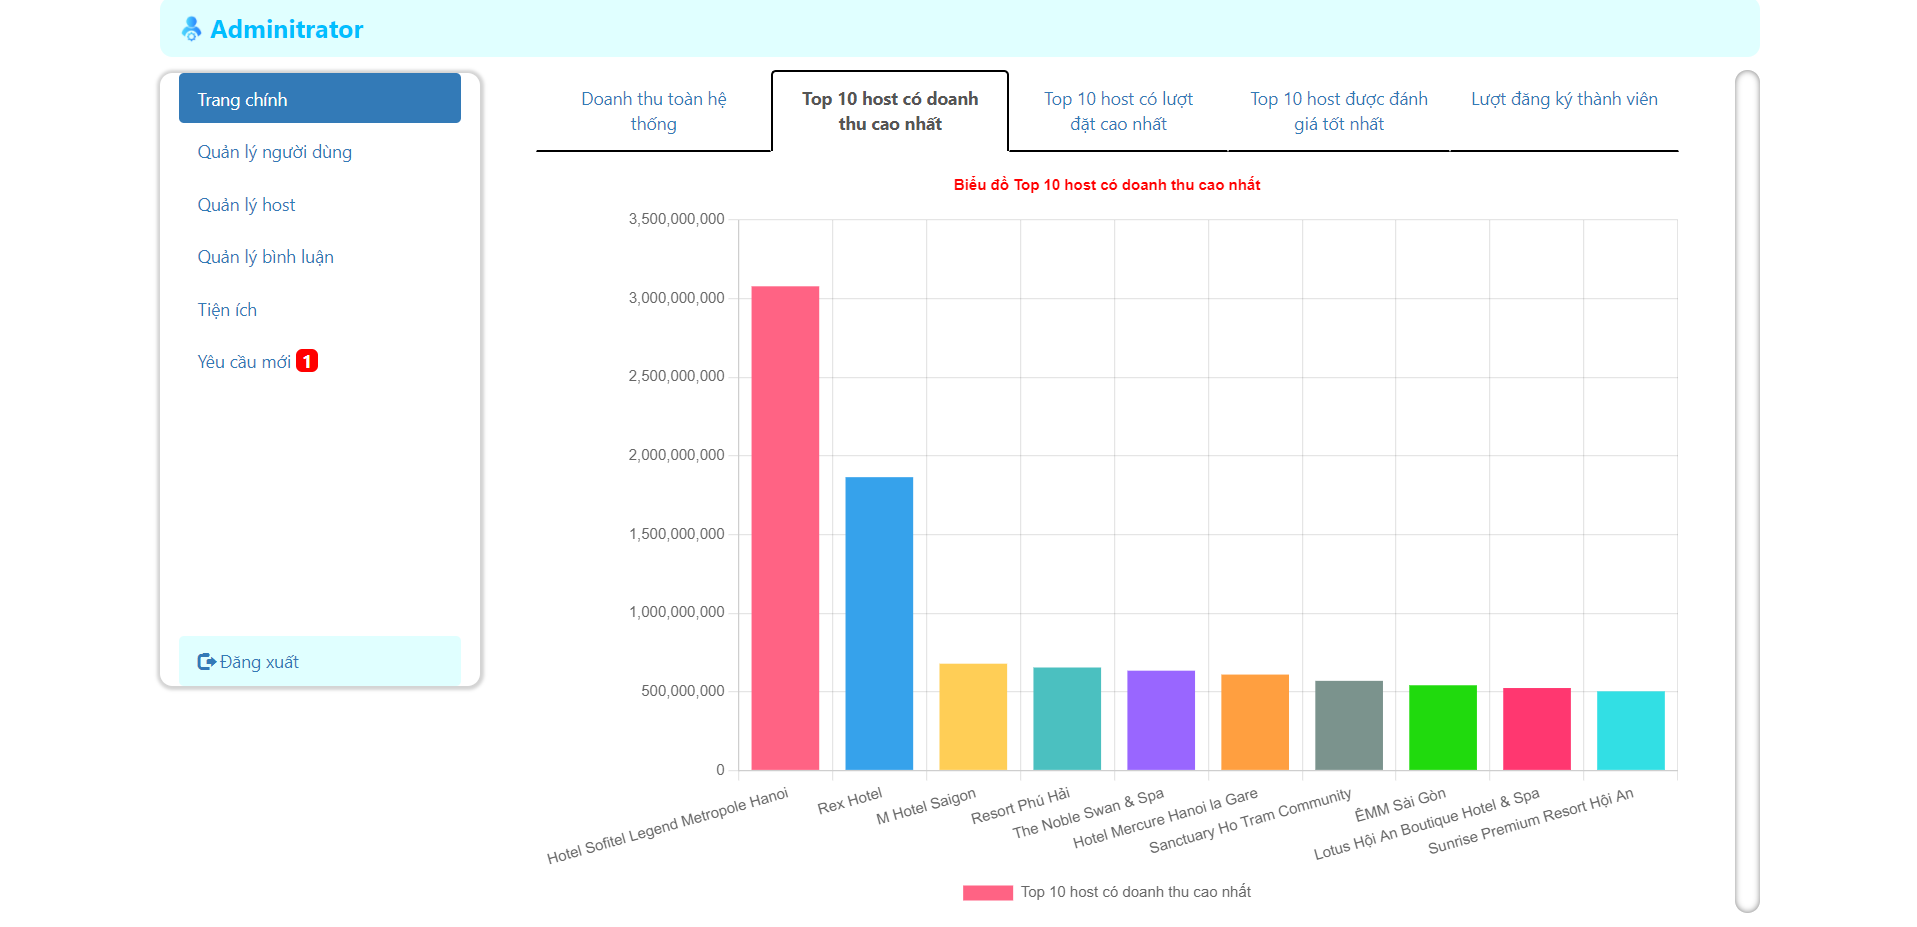 Adminitrator
Trang chính
Quản lý người dùng
Quản lý host
Quản lý bình luận
Tiện ích
Yêu cầu mới 1
Đăng xuất
Doanh thu toàn hệ
thống
Top 10 host có doanh
thu cao nhất
Top 10 host có lượt
đặt cao nhất
Top 10 host được đánh
giá tốt nhất
Lượt đăng ký thành viên
Biểu đồ Top 10 host có doanh thu cao nhất
3,500,000,000
3,000,000,000
2,500,000,000
2,000,000,000
1,500,000,000
1,000,000,000
500,000,000
0
Hotel Sofitel Legend Metropole Hanoi
Rex Hotel
M Hotel Saigon
Resort Phú Hải
The Noble Swan & Spa
Hotel Mercure Hanoi la Gare
Sanctuary Ho Tram Community
ÊMM Sài Gòn
Lotus Hội An Boutique Hotel & Spa
Sunrise Premium Resort Hội An
Top 10 host có doanh thu cao nhất